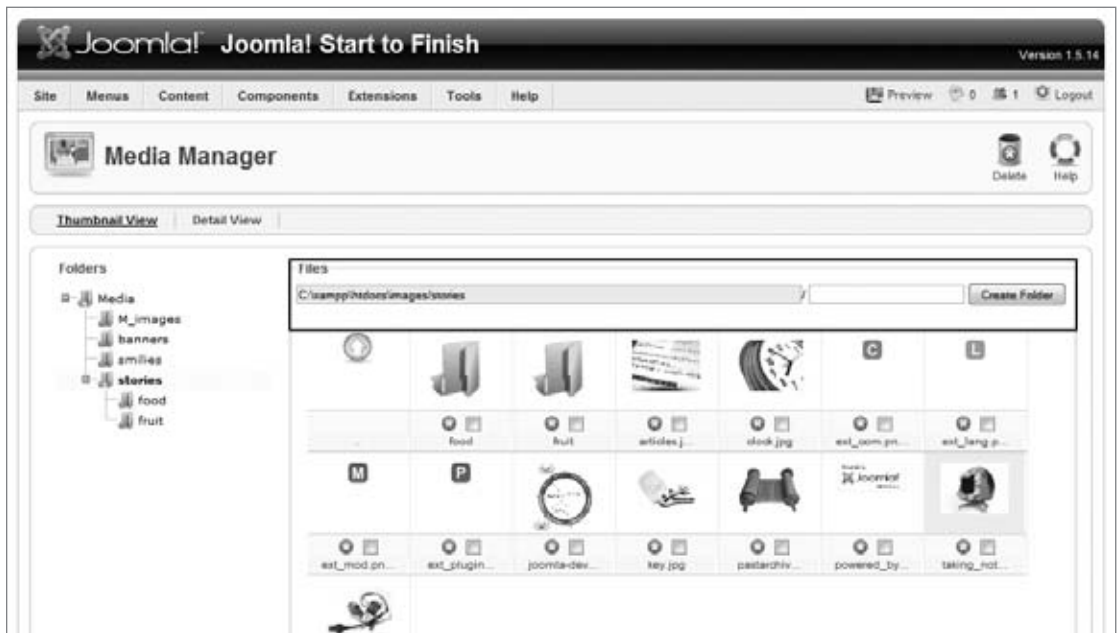 Joomla! Joomla! Start to Finish
Version 1.5.14
Site Menus Content Components Extensions Tools Help Preview 0 1 Logout
Media Manager
Delete Help
Thumbnail View Detail View
Folders
Media
M_images
banners
smilies
stories
food
fruit
Files
C:\xampp\htdocs\images/stories / Create Folder
C L
food fruit articles.j... clock.jpg ext_com.pn... ext_lang.p...
M P Joomla!
ext_mod.pn... ext_plugin... joomla-dev... key.jpg pastarchiv... powered_by... taking_not...